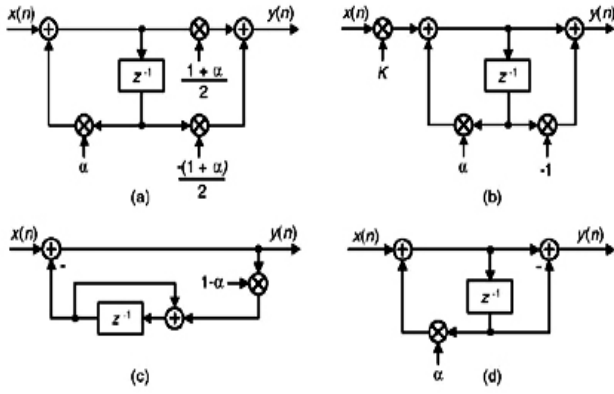 x(n)
y(n)
1 + α
2
z⁻¹
α
-(1 + α)
2
(a)
x(n)
y(n)
K
z⁻¹
α
-1
(b)
x(n)
y(n)
-
1-α
z⁻¹
(c)
x(n)
y(n)
-
z⁻¹
α
(d)